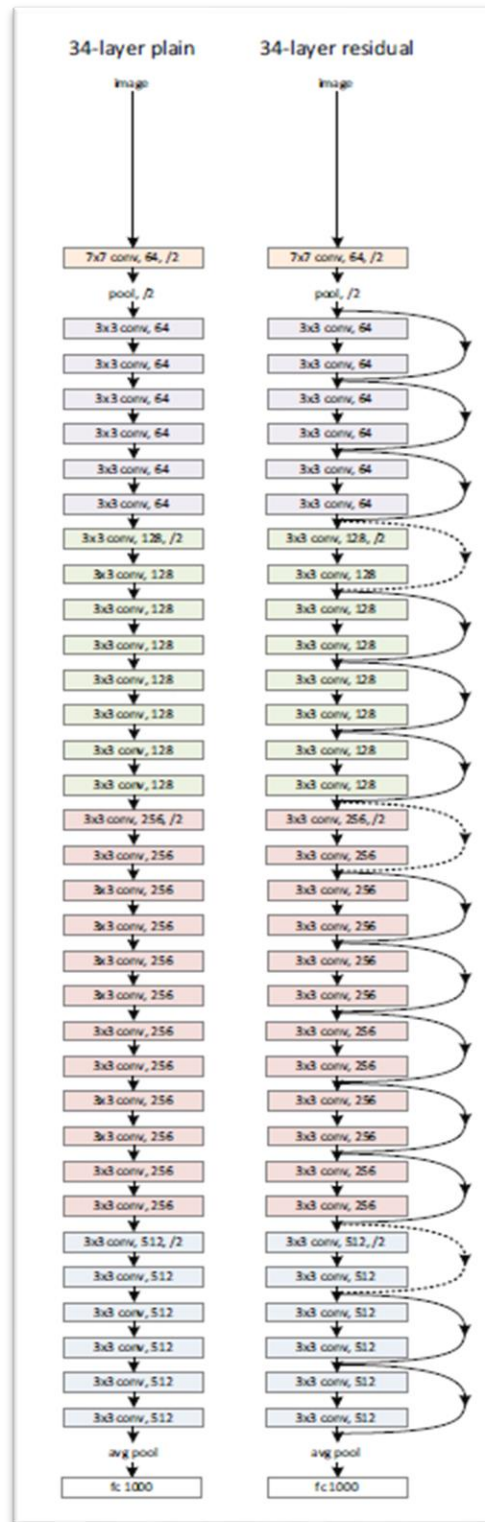 34-layer plain
image
7x7 conv, 64, /2
pool, /2
3x3 conv, 64
3x3 conv, 64
3x3 conv, 64
3x3 conv, 64
3x3 conv, 64
3x3 conv, 64
3x3 conv, 128, /2
3x3 conv, 128
3x3 conv, 128
3x3 conv, 128
3x3 conv, 128
3x3 conv, 128
3x3 conv, 128
3x3 conv, 128
3x3 conv, 256, /2
3x3 conv, 256
3x3 conv, 256
3x3 conv, 256
3x3 conv, 256
3x3 conv, 256
3x3 conv, 256
3x3 conv, 256
3x3 conv, 256
3x3 conv, 256
3x3 conv, 256
3x3 conv, 256
3x3 conv, 512, /2
3x3 conv, 512
3x3 conv, 512
3x3 conv, 512
3x3 conv, 512
3x3 conv, 512
avg pool
fc 1000
34-layer residual
image
7x7 conv, 64, /2
pool, /2
3x3 conv, 64
3x3 conv, 64
3x3 conv, 64
3x3 conv, 64
3x3 conv, 64
3x3 conv, 64
3x3 conv, 128, /2
3x3 conv, 128
3x3 conv, 128
3x3 conv, 128
3x3 conv, 128
3x3 conv, 128
3x3 conv, 128
3x3 conv, 128
3x3 conv, 256, /2
3x3 conv, 256
3x3 conv, 256
3x3 conv, 256
3x3 conv, 256
3x3 conv, 256
3x3 conv, 256
3x3 conv, 256
3x3 conv, 256
3x3 conv, 256
3x3 conv, 256
3x3 conv, 256
3x3 conv, 512, /2
3x3 conv, 512
3x3 conv, 512
3x3 conv, 512
3x3 conv, 512
3x3 conv, 512
avg pool
fc 1000